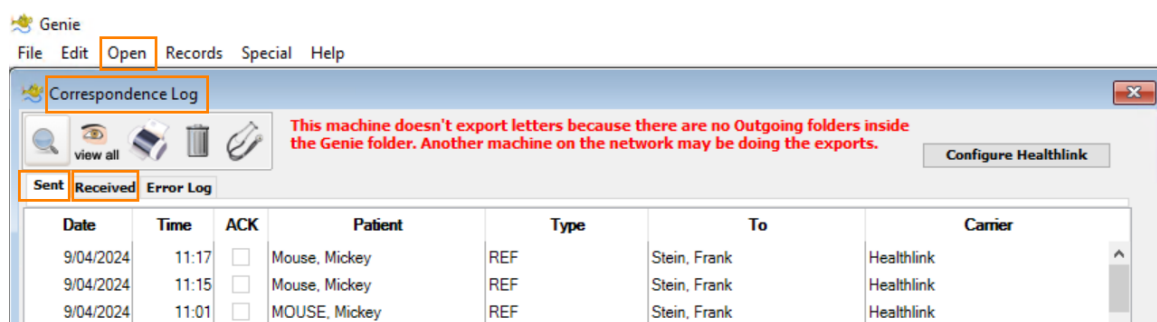 Genie
File Edit Open Records Special Help
Correspondence Log
view all
This machine doesn't export letters because there are no Outgoing folders inside
the Genie folder. Another machine on the network may be doing the exports.
Configure Healthlink
Sent Received Error Log
Date Time ACK Patient Type To Carrier
9/04/2024 11:17 Mouse, Mickey REF Stein, Frank Healthlink
9/04/2024 11:15 Mouse, Mickey REF Stein, Frank Healthlink
9/04/2024 11:01 MOUSE, Mickey REF Stein, Frank Healthlink